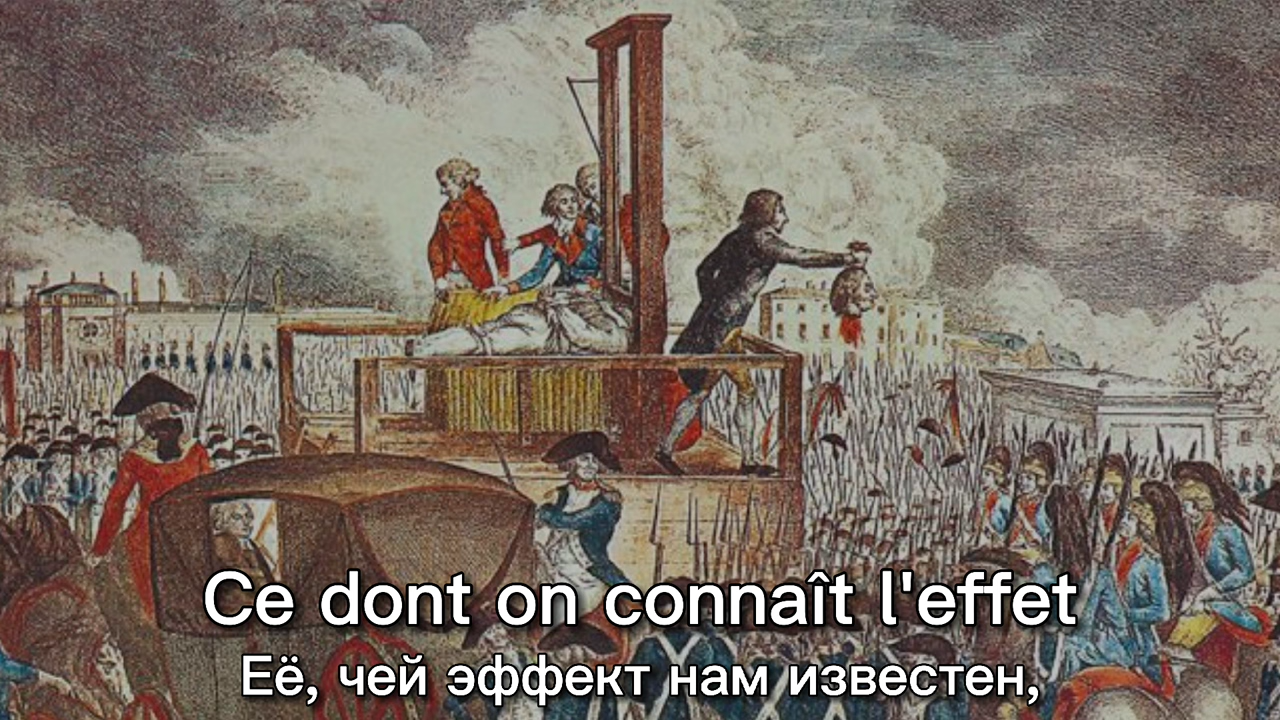 Ce dont on connaît l'effet
Её, чей эффект нам известен,